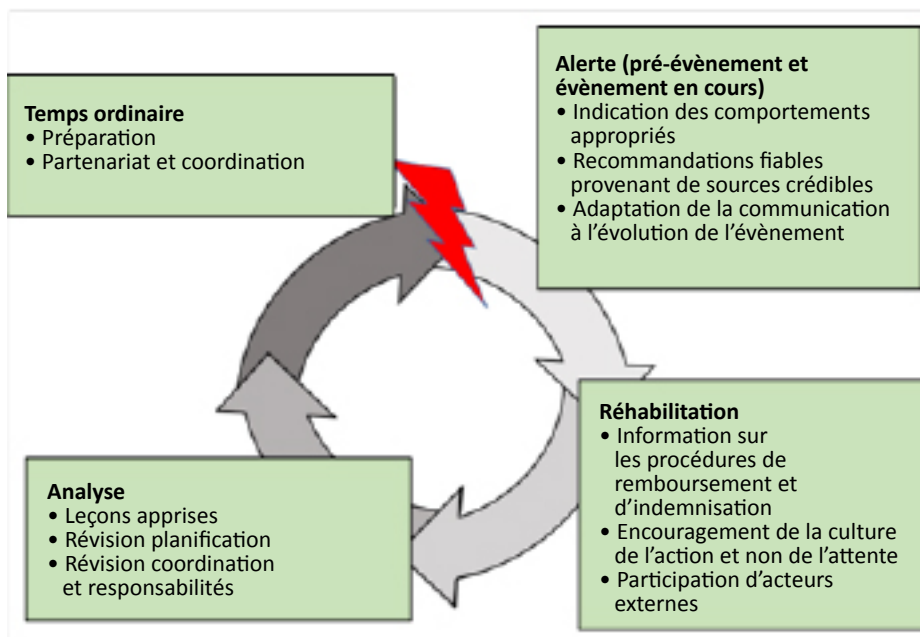 Temps ordinaire
• Préparation
• Partenariat et coordination
Alerte (pré-évènement et
évènement en cours)
• Indication des comportements
appropriés
• Recommandations fiables
provenant de sources crédibles
• Adaptation de la communication
à l’évolution de l’évènement
Réhabilitation
• Information sur
les procédures de
remboursement et
d’indemnisation
• Encouragement de la culture
de l’action et non de l’attente
• Participation d’acteurs
externes
Analyse
• Leçons apprises
• Révision planification
• Révision coordination
et responsabilités